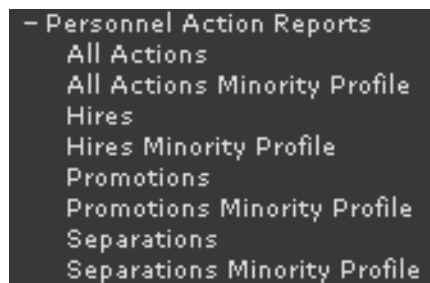 – Personnel Action Reports
All Actions
All Actions Minority Profile
Hires
Hires Minority Profile
Promotions
Promotions Minority Profile
Separations
Separations Minority Profile